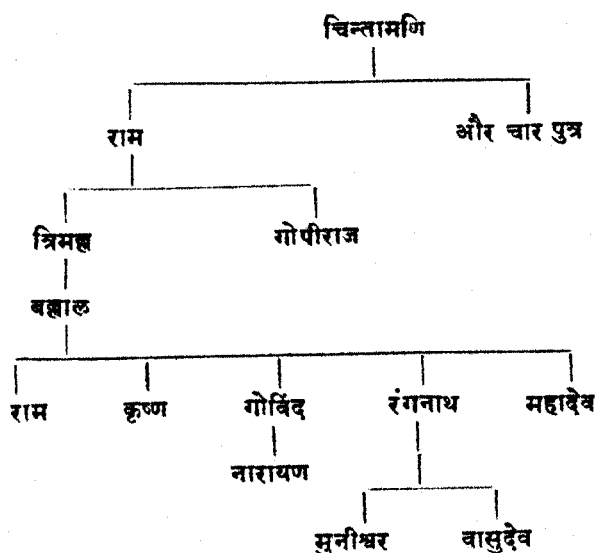 चिन्तामणि
राम और चार पुत्र
त्रिमल्ल गोपीराज
बल्लाल
राम कृष्ण गोविंद रंगनाथ महादेव
नारायण
मुनीश्वर वासुदेव